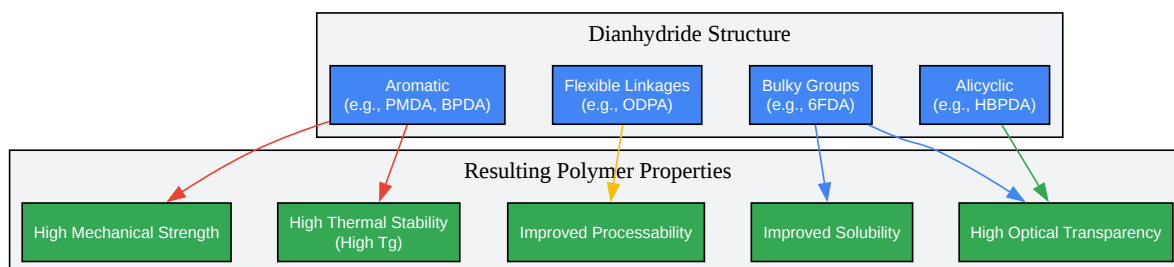 Dianhydride Structure
Aromatic
(e.g., PMDA, BPDA)
Flexible Linkages
(e.g., ODPA)
Bulky Groups
(e.g., 6FDA)
Alicyclic
(e.g., HBPDA)
Resulting Polymer Properties
High Mechanical Strength
High Thermal Stability
(High Tg)
Improved Processability
Improved Solubility
High Optical Transparency